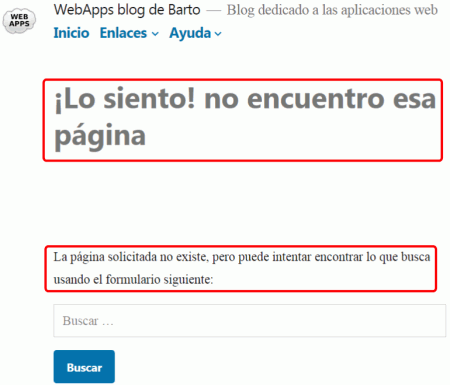 WEB
APPS
WebApps blog de Barto — Blog dedicado a las aplicaciones web
Inicio Enlaces Ayuda
¡Lo siento! no encuentro esa
página
La página solicitada no existe, pero puede intentar encontrar lo que busca
usando el formulario siguiente:
Buscar …
Buscar